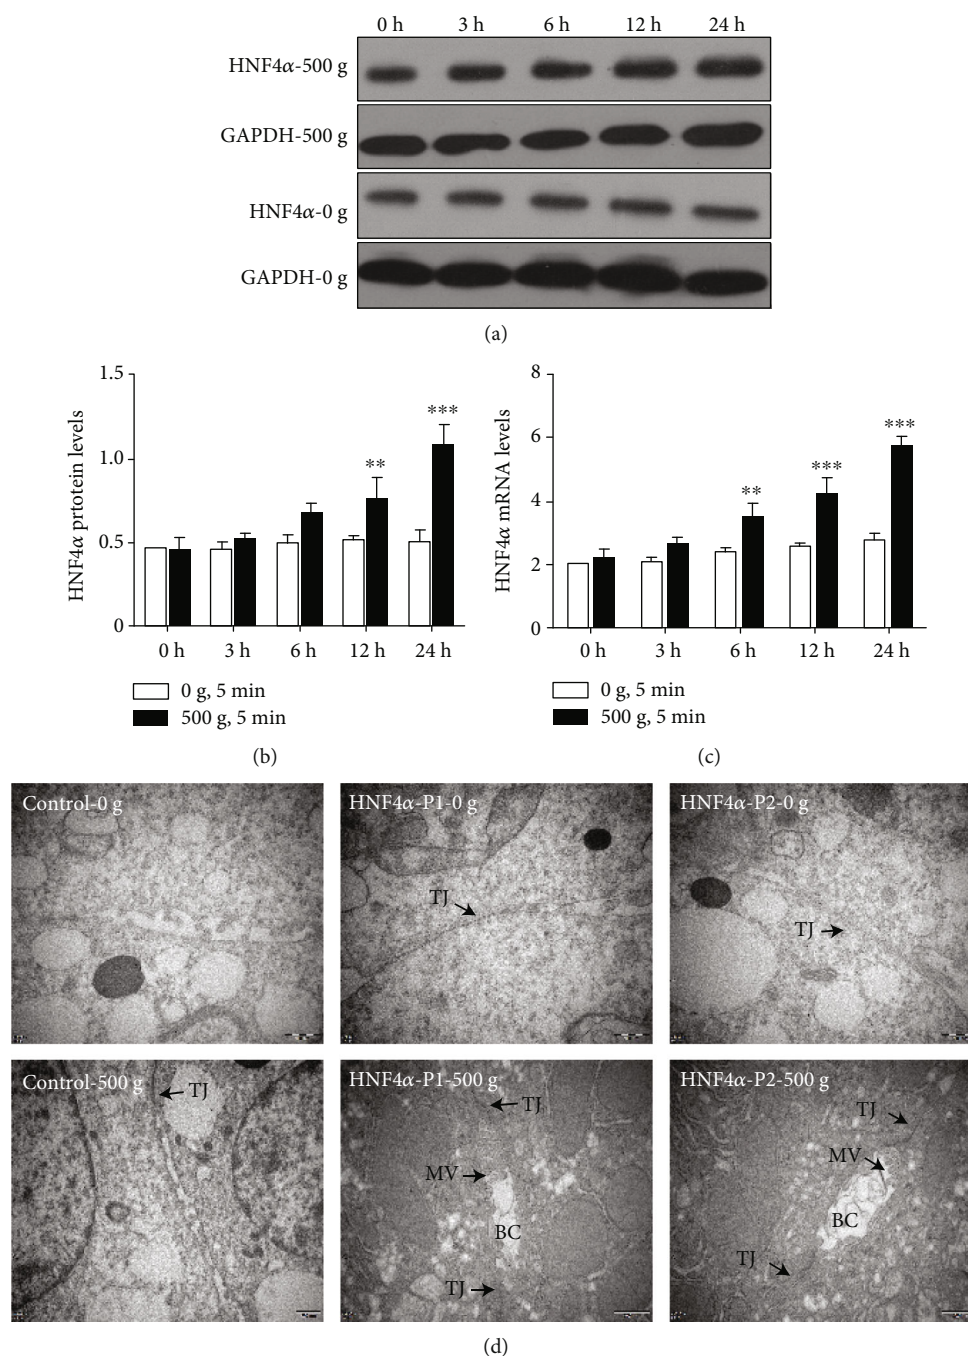 0 h 3 h 6 h 12 h 24 h
HNF4α-500 g
GAPDH-500 g
HNF4α-0 g
GAPDH-0 g
(a)
HNF4α prtotein levels
1.5
1.0
0.5
0
**
***
0 h 3 h 6 h 12 h 24 h
0 g, 5 min
500 g, 5 min
(b)
HNF4α mRNA levels
8
6
4
2
0
**
***
***
0 h 3 h 6 h 12 h 24 h
0 g, 5 min
500 g, 5 min
(c)
Control-0 g
HNF4α-P1-0 g
TJ
HNF4α-P2-0 g
TJ
Control-500 g
TJ
HNF4α-P1-500 g
TJ
MV
BC
TJ
HNF4α-P2-500 g
TJ
MV
BC
TJ
(d)